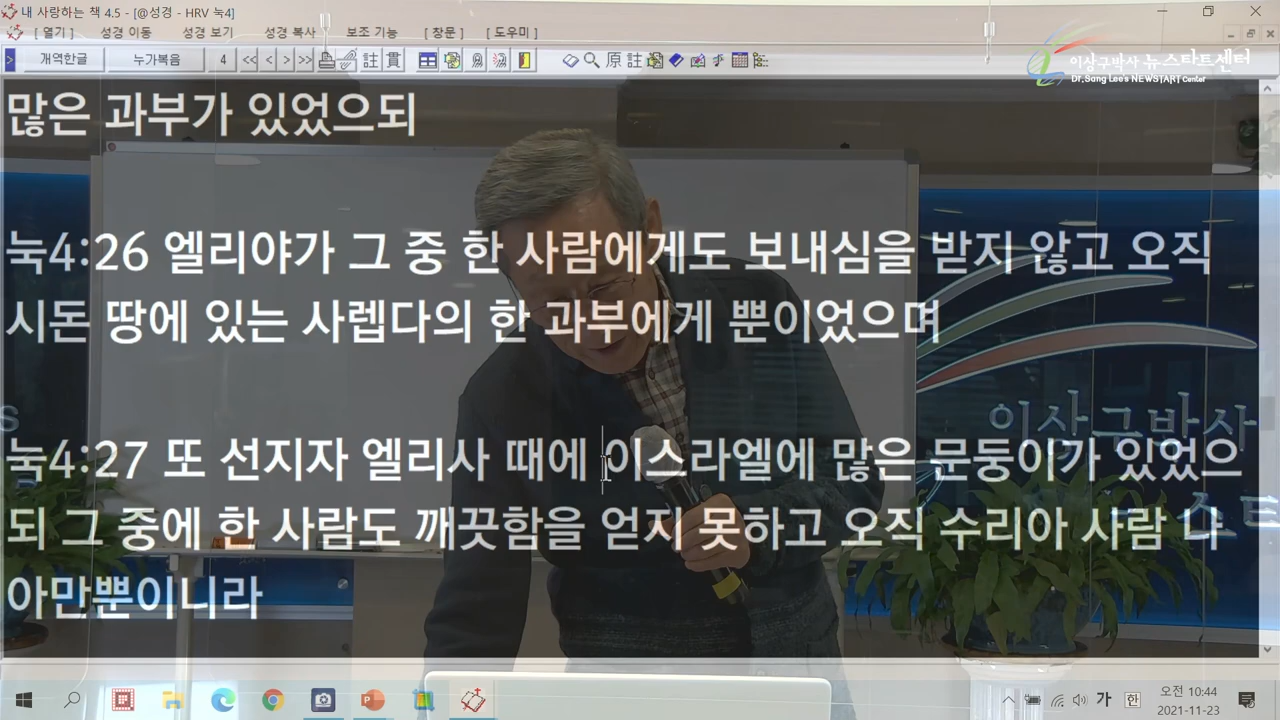 내 사랑하는 책 4.5 - [@성경 - HRV 눅4]
[ 열기 ] 성경 이동 성경 보기 성경 복사 보조 기능 [ 창문 ] [ 도우미 ]
개역한글 누가복음 4 << < > >> 註 貫 原 註
이상구박사 뉴스타트센터
Dr. Sang Lee's NEWSTART Center
많은 과부가 있었으되
눅4:26 엘리야가 그 중 한 사람에게도 보내심을 받지 않고 오직
시돈 땅에 있는 사렙다의 한 과부에게 뿐이었으며
이상구박사
눅4:27 또 선지자 엘리사 때에 이스라엘에 많은 문둥이가 있었으
되 그 중에 한 사람도 깨끗함을 얻지 못하고 오직 수리아 사람 나
아만뿐이니라
가 한 오전 10:44
2021-11-23